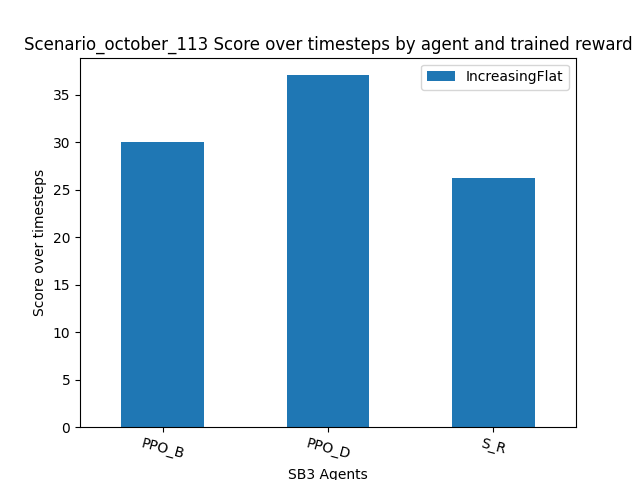 Scenario_october_113 Score over timesteps by agent and trained reward
IncreasingFlat
Score over timesteps
35
30
25
20
15
10
5
0
PPO_B
PPO_D
S_R
SB3 Agents